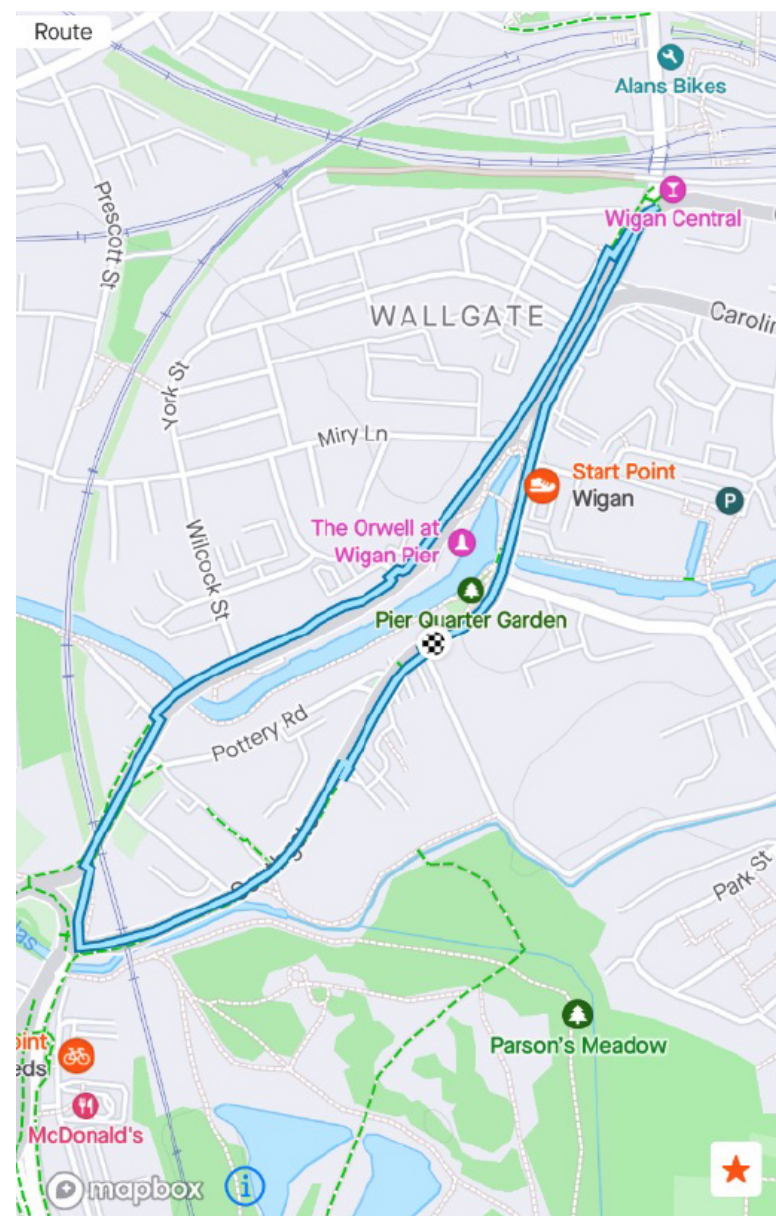 Route
Alans Bikes
Prescott St
Wigan Central
WALLGATE
York St
Miry Ln
Start Point
Wigan
P
The Orwell at
Wigan Pier
Wilcock St
Pier Quarter Garden
Pottery Rd
Park St
Parson's Meadow
McDonald's
mapbox
i